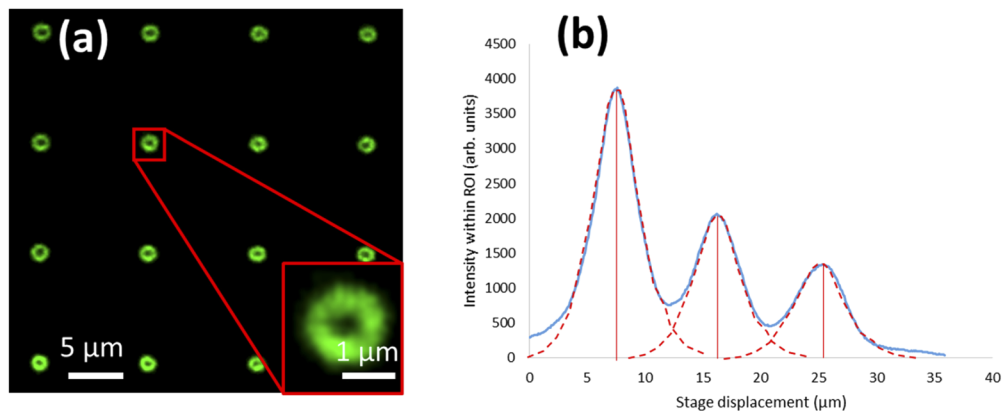 (a)
5 µm
1 µm
(b)
Intensity within ROI (arb. units)
4500
4000
3500
3000
2500
2000
1500
1000
500
0
0 5 10 15 20 25 30 35 40
Stage displacement (µm)